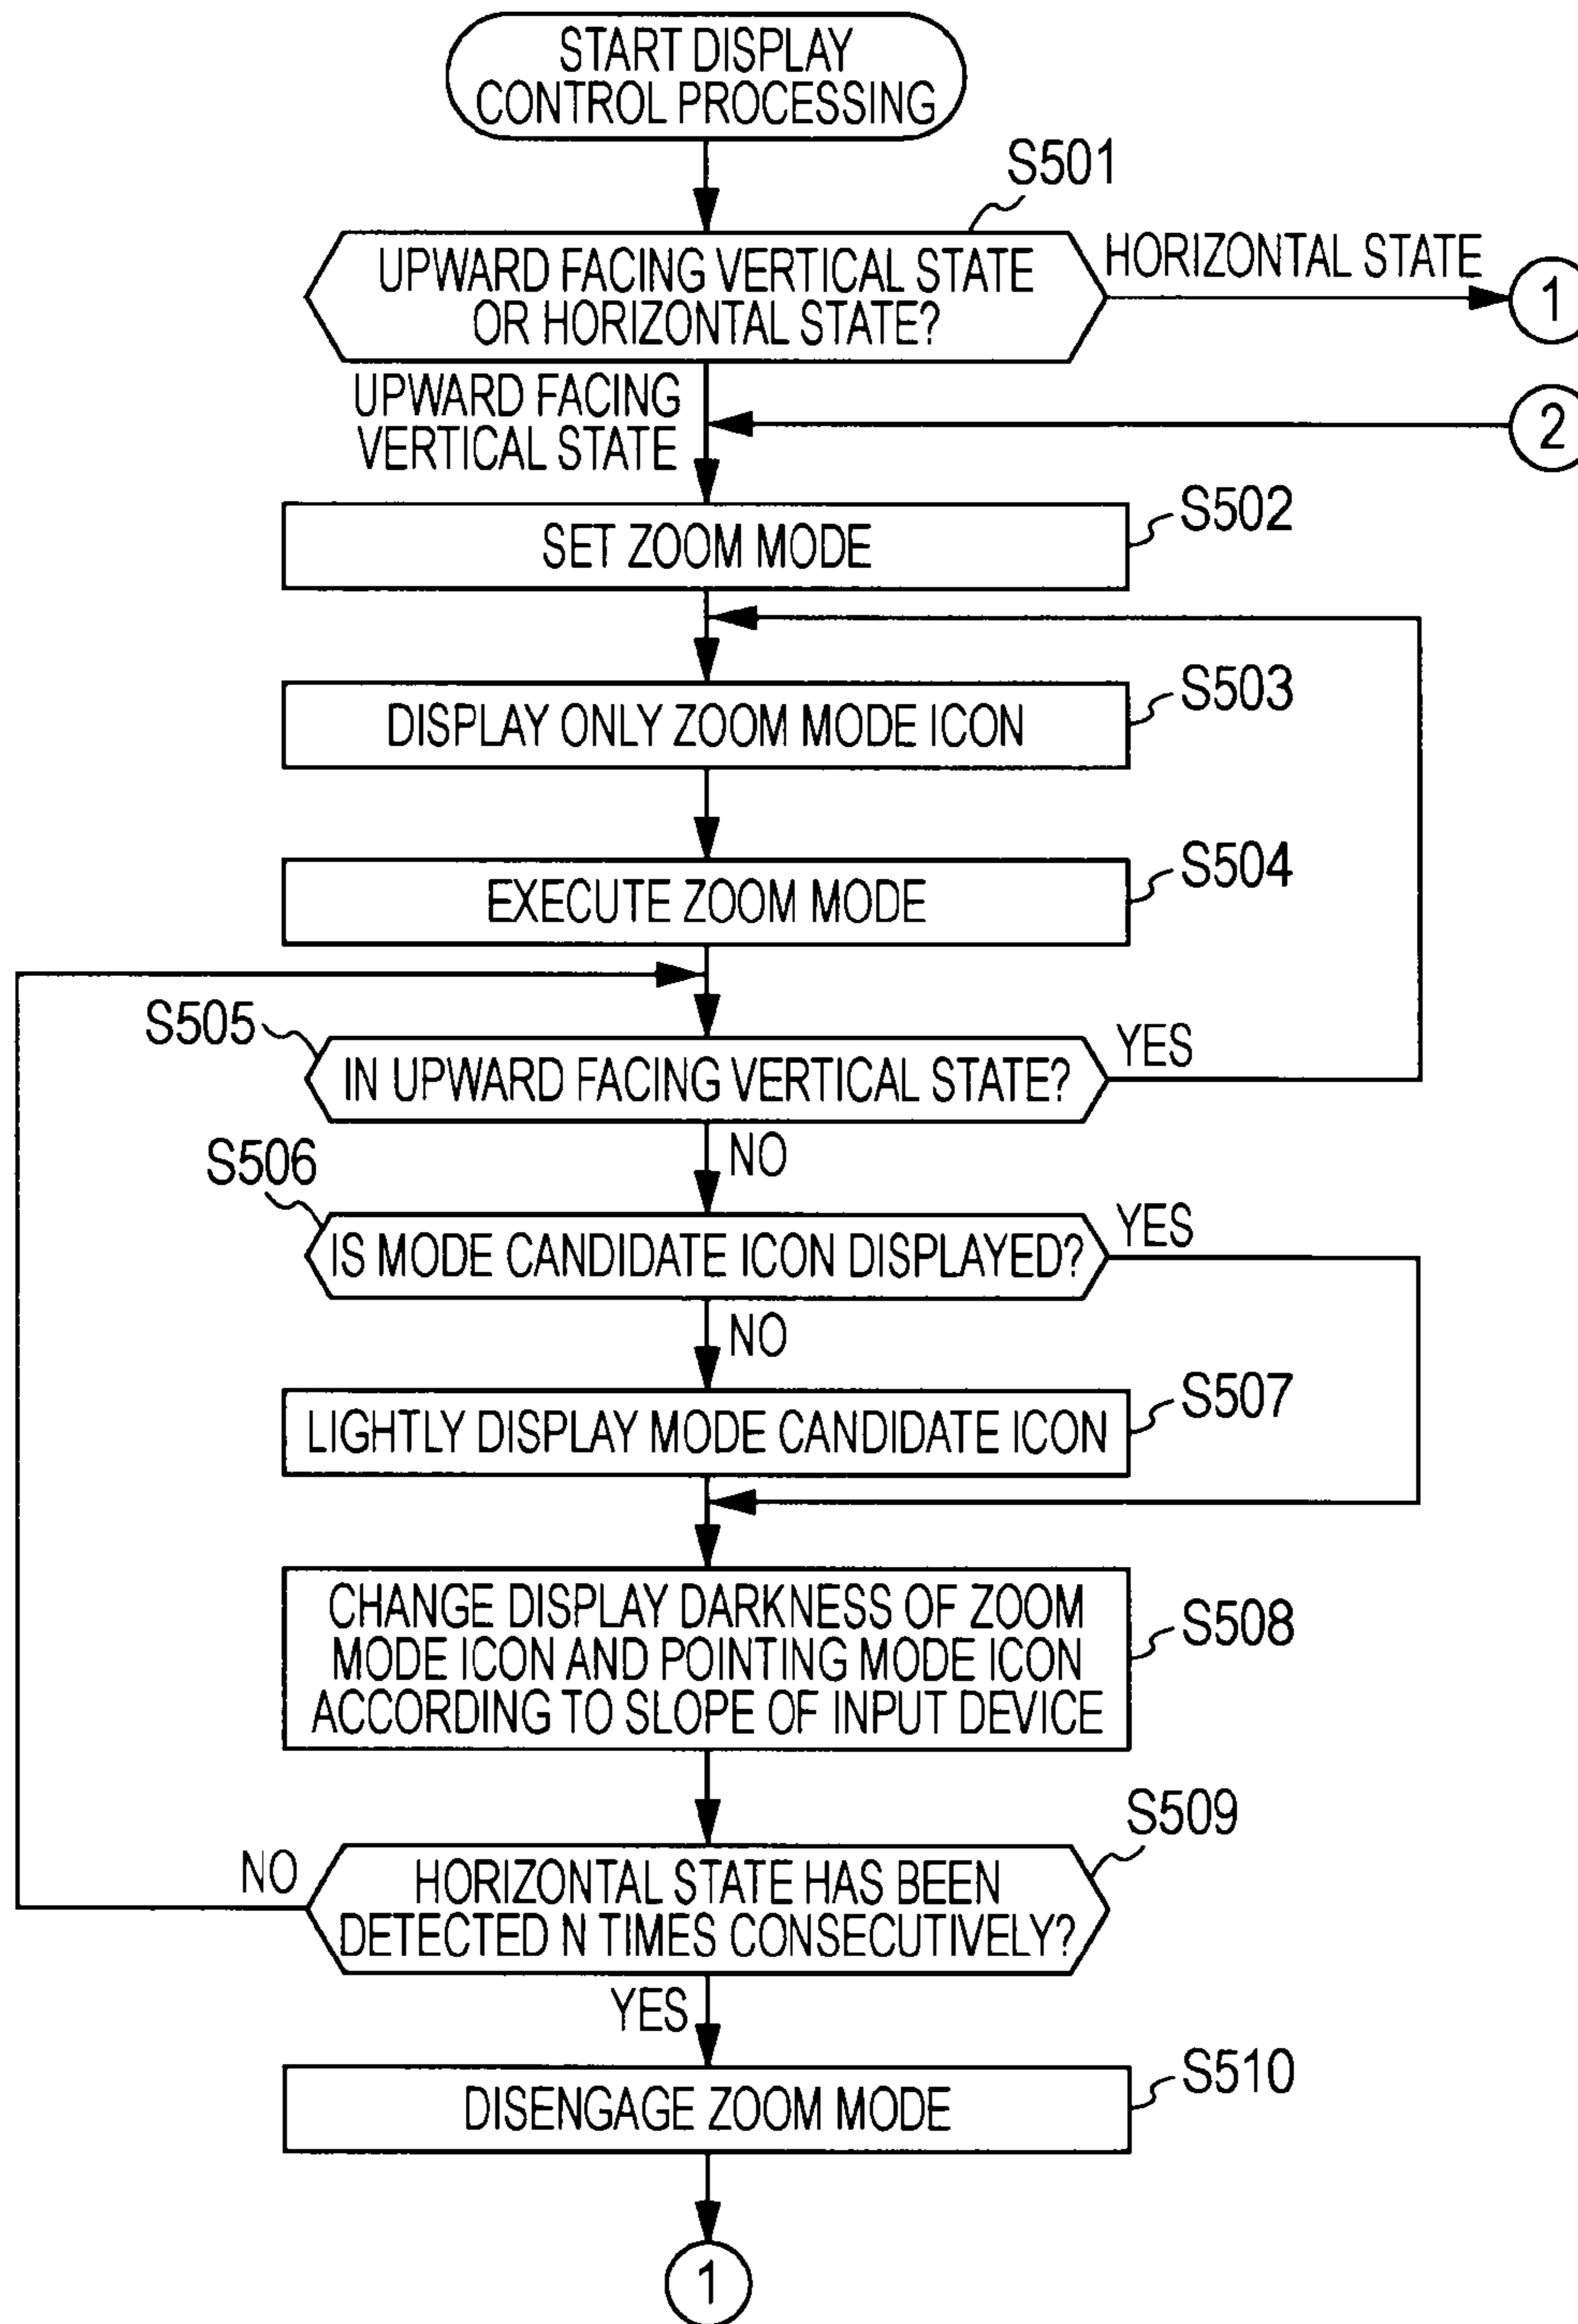 START DISPLAY
CONTROL PROCESSING
S501
UPWARD FACING VERTICAL STATE
OR HORIZONTAL STATE?
HORIZONTAL STATE
1
UPWARD FACING
VERTICAL STATE
2
S502
SET ZOOM MODE
S503
DISPLAY ONLY ZOOM MODE ICON
S504
EXECUTE ZOOM MODE
S505
IN UPWARD FACING VERTICAL STATE?
YES
NO
S506
IS MODE CANDIDATE ICON DISPLAYED?
YES
NO
S507
LIGHTLY DISPLAY MODE CANDIDATE ICON
CHANGE DISPLAY DARKNESS OF ZOOM
MODE ICON AND POINTING MODE ICON
ACCORDING TO SLOPE OF INPUT DEVICE
S508
S509
NO
HORIZONTAL STATE HAS BEEN
DETECTED N TIMES CONSECUTIVELY?
YES
S510
DISENGAGE ZOOM MODE
1